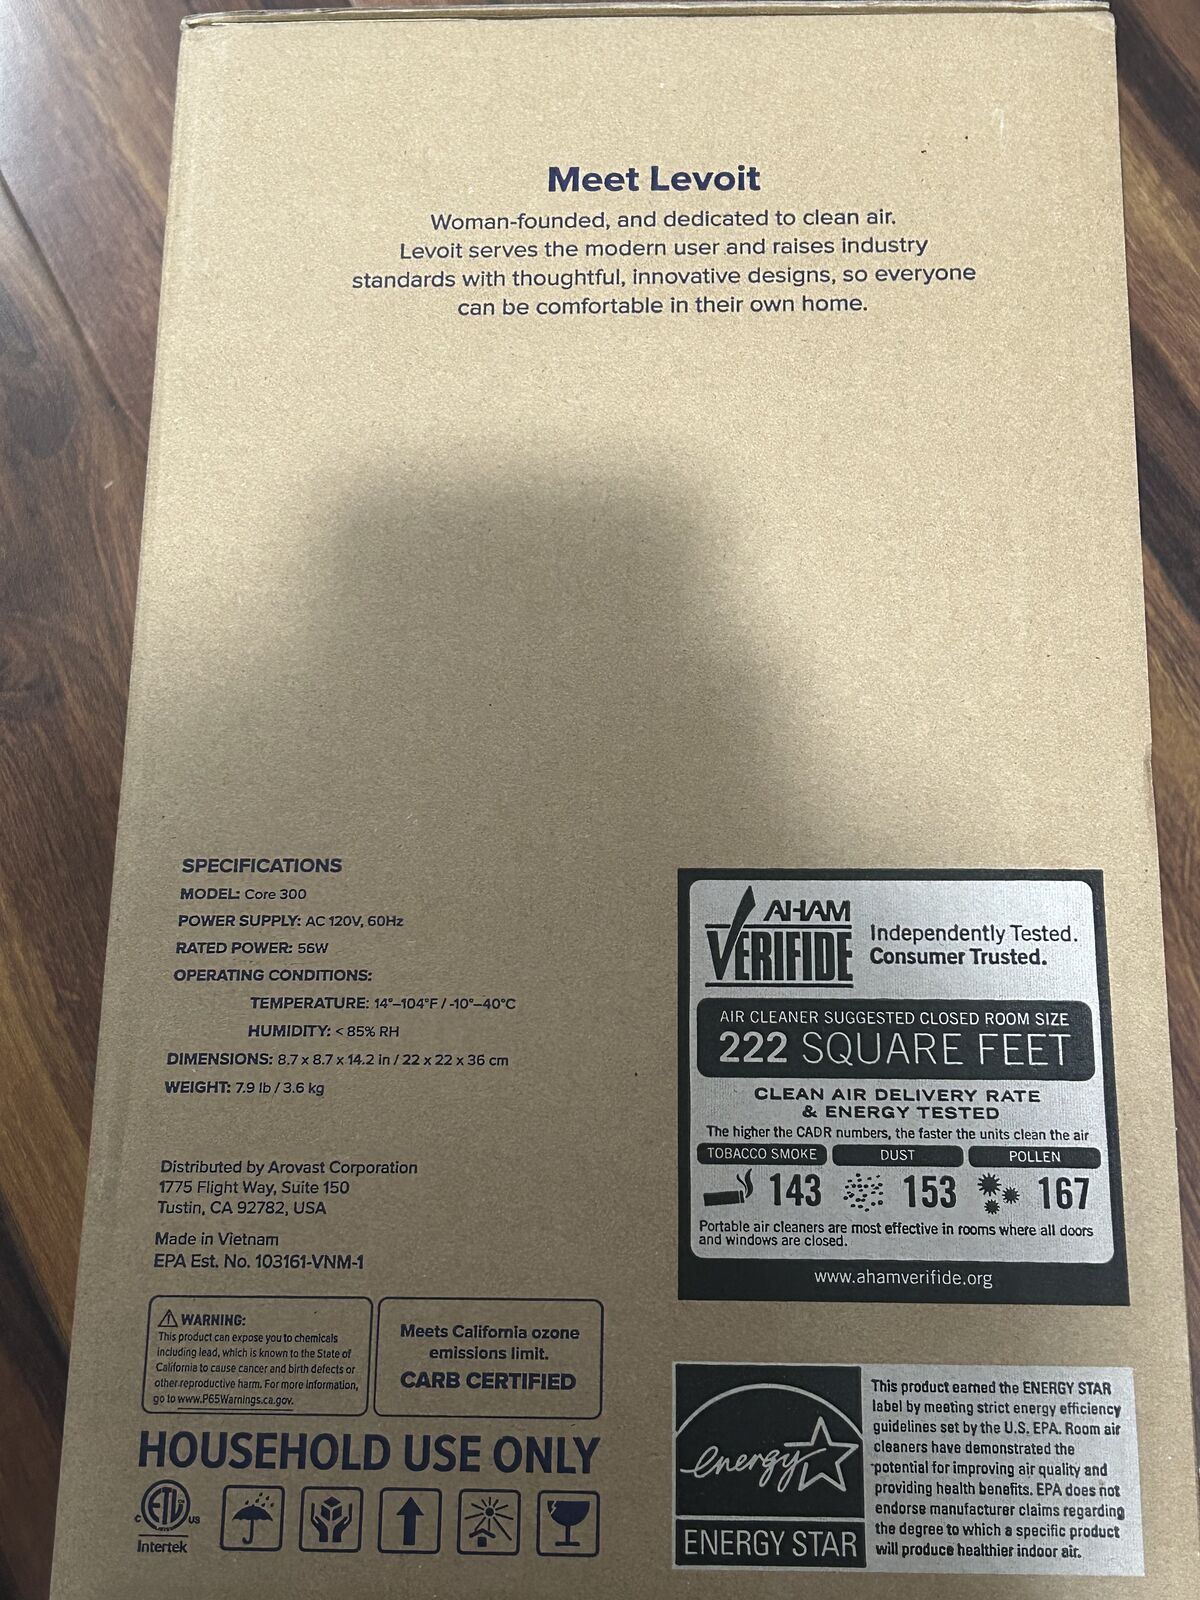 Meet Levoit
Woman-founded, and dedicated to clean air.
Levoit serves the modern user and raises industry
standards with thoughtful, innovative designs, so everyone
can be comfortable in their own home.
SPECIFICATIONS
MODEL: Core 300
POWER SUPPLY: AC 120V, 60Hz
RATED POWER: 56W
OPERATING CONDITIONS:
TEMPERATURE: 14°–104°F / -10°–40°C
HUMIDITY: < 85% RH
DIMENSIONS: 8.7 x 8.7 x 14.2 in / 22 x 22 x 36 cm
WEIGHT: 7.9 lb / 3.6 kg
Distributed by Arovast Corporation
1775 Flight Way, Suite 150
Tustin, CA 92782, USA
Made in Vietnam
EPA Est. No. 103161-VNM-1
WARNING:
This product can expose you to chemicals
including lead, which is known to the State of
California to cause cancer and birth defects or
other reproductive harm. For more information,
go to www.P65Warnings.ca.gov.
Meets California ozone
emissions limit.
CARB CERTIFIED
HOUSEHOLD USE ONLY
C ETL US
Intertek
AHAM
VERIFIDE
Independently Tested.
Consumer Trusted.
AIR CLEANER SUGGESTED CLOSED ROOM SIZE
222 SQUARE FEET
CLEAN AIR DELIVERY RATE
& ENERGY TESTED
The higher the CADR numbers, the faster the units clean the air
TOBACCO SMOKE DUST POLLEN
143 153 167
Portable air cleaners are most effective in rooms where all doors
and windows are closed.
www.ahamverifide.org
energy
ENERGY STAR
This product earned the ENERGY STAR
label by meeting strict energy efficiency
guidelines set by the U.S. EPA. Room air
cleaners have demonstrated the
potential for improving air quality and
providing health benefits. EPA does not
endorse manufacturer claims regarding
the degree to which a specific product
will produce healthier indoor air.